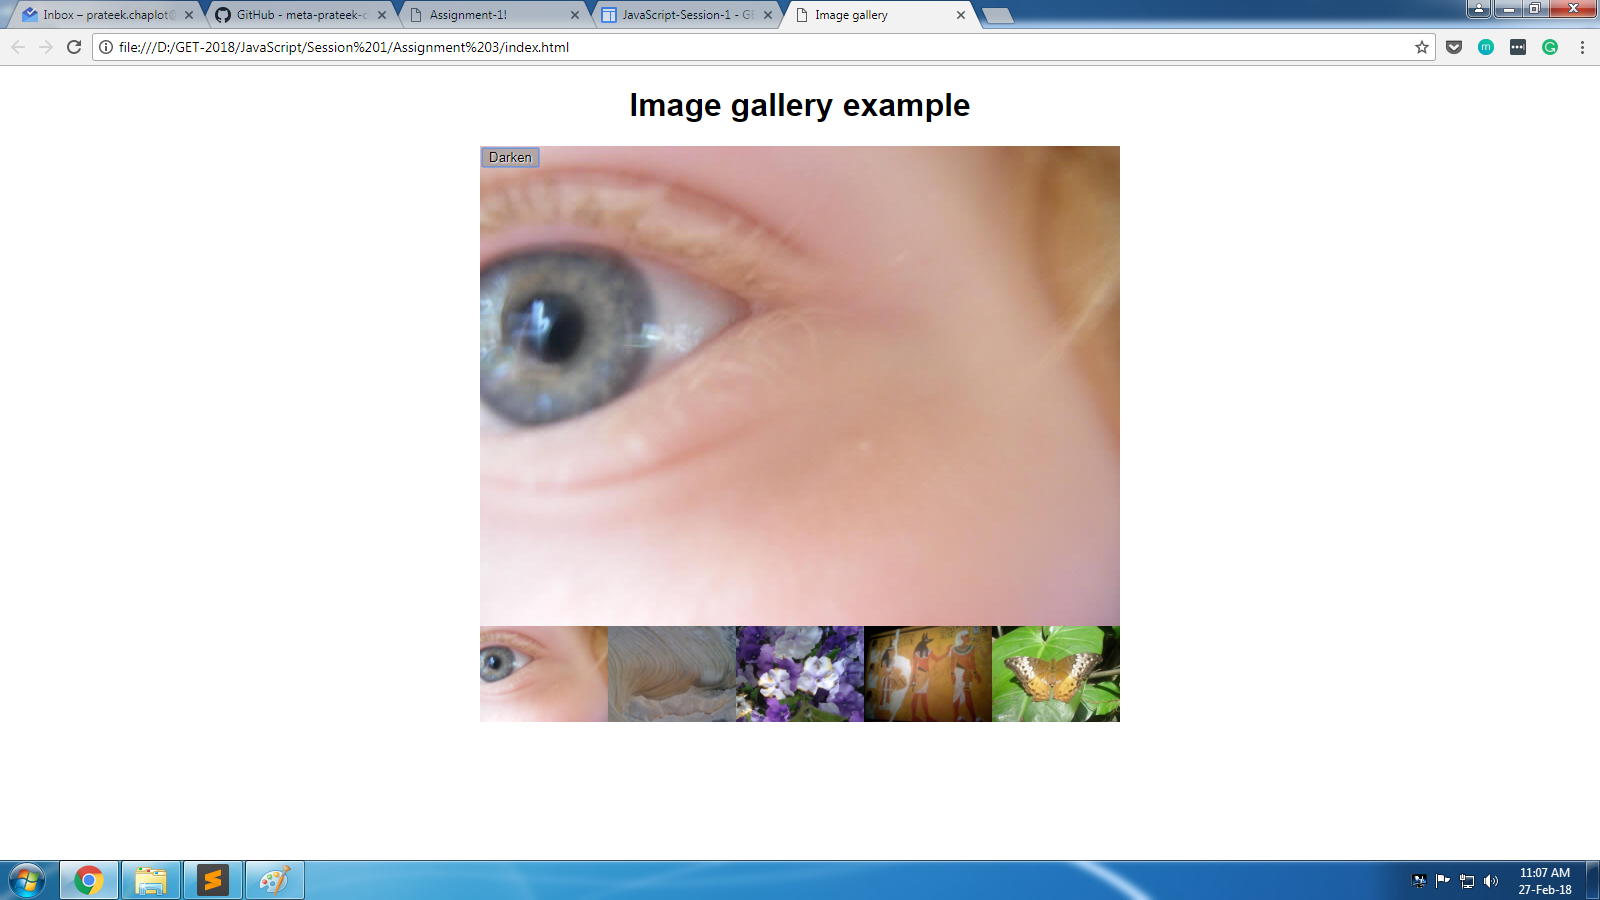 Inbox – prateek.chaplot@
GitHub - meta-prateek-c
Assignment-1!
JavaScript-Session-1 - GE
Image gallery
file:///D:/GET-2018/JavaScript/Session%201/Assignment%203/index.html
m
G
Image gallery example
Darken
11:07 AM
27-Feb-18